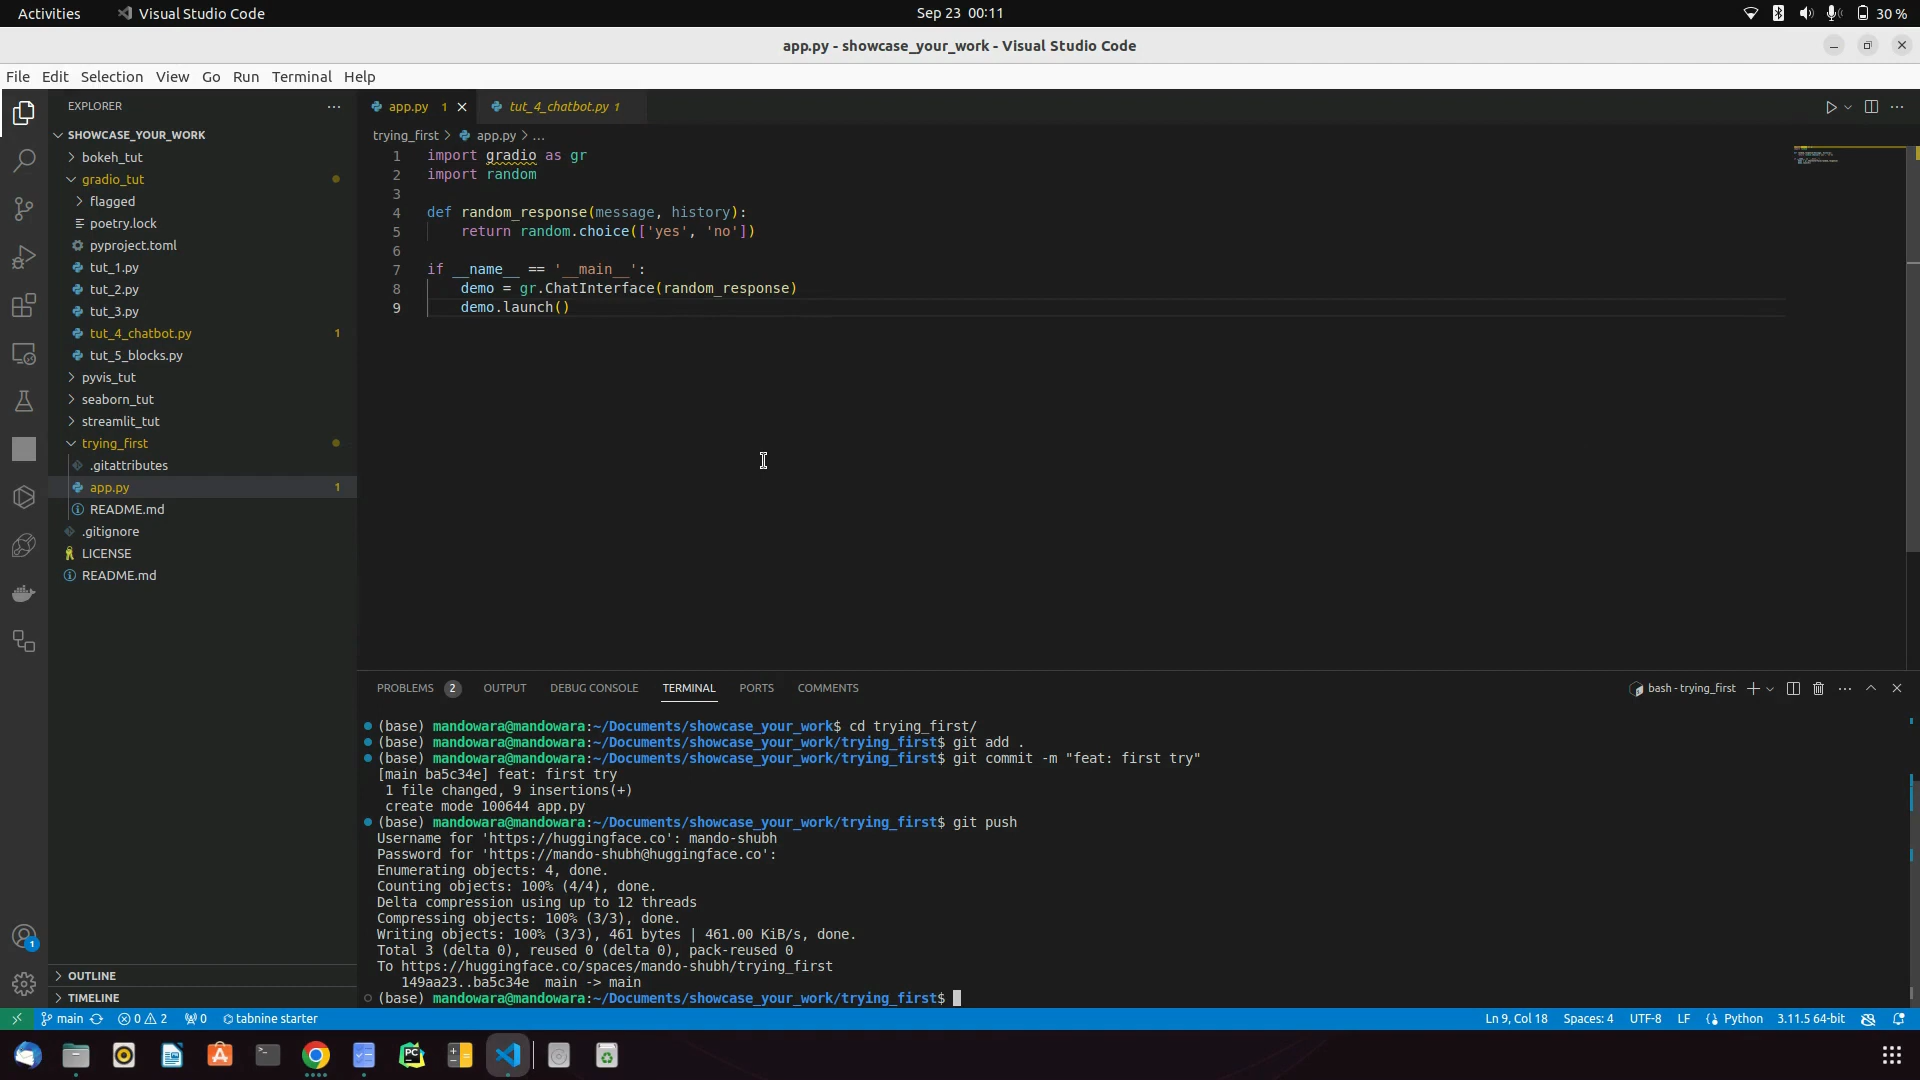 Activities
Visual Studio Code
Sep 23 00:11
30 %
app.py - showcase_your_work - Visual Studio Code
File Edit Selection View Go Run Terminal Help
EXPLORER
SHOWCASE_YOUR_WORK
bokeh_tut
gradio_tut
flagged
poetry.lock
pyproject.toml
tut_1.py
tut_2.py
tut_3.py
tut_4_chatbot.py 1
tut_5_blocks.py
pyvis_tut
seaborn_tut
streamlit_tut
trying_first
.gitattributes
app.py 1
README.md
.gitignore
LICENSE
README.md
OUTLINE
TIMELINE
app.py 1
tut_4_chatbot.py 1
trying_first > app.py > ...
1 import gradio as gr
2 import random
3
4 def random_response(message, history):
5     return random.choice(['yes', 'no'])
6
7 if __name__ == '__main__':
8     demo = gr.ChatInterface(random_response)
9     demo.launch()
PROBLEMS 2 OUTPUT DEBUG CONSOLE TERMINAL PORTS COMMENTS
bash - trying_first
(base) mandowara@mandowara:~/Documents/showcase_your_work$ cd trying_first/
(base) mandowara@mandowara:~/Documents/showcase_your_work/trying_first$ git add .
(base) mandowara@mandowara:~/Documents/showcase_your_work/trying_first$ git commit -m "feat: first try"
[main ba5c34e] feat: first try
 1 file changed, 9 insertions(+)
 create mode 100644 app.py
(base) mandowara@mandowara:~/Documents/showcase_your_work/trying_first$ git push
Username for 'https://huggingface.co': mando-shubh
Password for 'https://mando-shubh@huggingface.co':
Enumerating objects: 4, done.
Counting objects: 100% (4/4), done.
Delta compression using up to 12 threads
Compressing objects: 100% (3/3), done.
Writing objects: 100% (3/3), 461 bytes | 461.00 KiB/s, done.
Total 3 (delta 0), reused 0 (delta 0), pack-reused 0
To https://huggingface.co/spaces/mando-shubh/trying_first
   149aa23..ba5c34e  main -> main
(base) mandowara@mandowara:~/Documents/showcase_your_work/trying_first$
1
main 0 2 0 tabnine starter
Ln 9, Col 18 Spaces: 4 UTF-8 LF Python 3.11.5 64-bit
PC